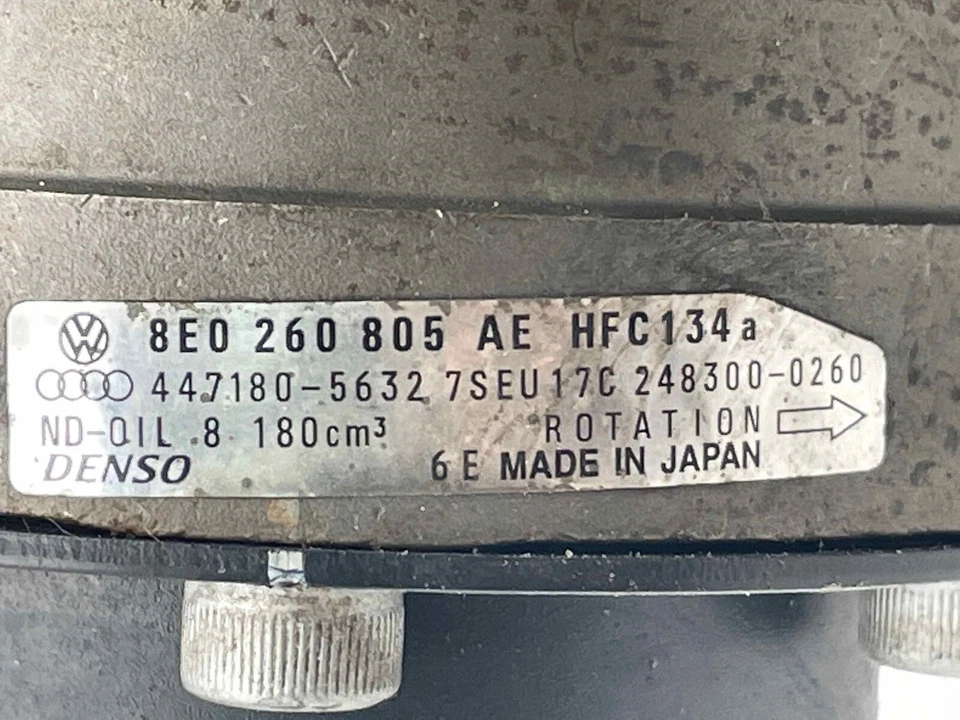 8E0 260 805 AE HFC134a
447180-5632 7SEU17C 248300-0260
ND-OIL 8 180cm³ ROTATION
DENSO 6E MADE IN JAPAN